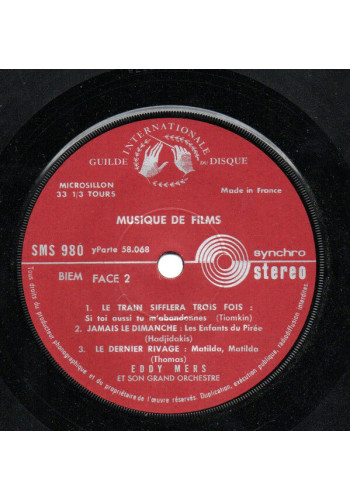 GUILDE INTERNATIONALE DU DISQUE
MICROSILLON
33 1/3 TOURS
Made in France
MUSIQUE DE FILMS
SMS 980 yParte 58.068
BIEM FACE 2
synchro
stereo
1. LE TRAIN SIFFLERA TROIS FOIS :
Si toi aussi tu m'abandonnes (Tiomkin)
2. JAMAIS LE DIMANCHE : Les Enfants du Pirée
(Hadjidakis)
3. LE DERNIER RIVAGE : Matilda, Matilda
(Thomas)
EDDY MERS
ET SON GRAND ORCHESTRE
Tous droits du producteur phonographique et du propriétaire de l'œuvre réservés. Duplication, exécution publique, radiodiffusion interdites.